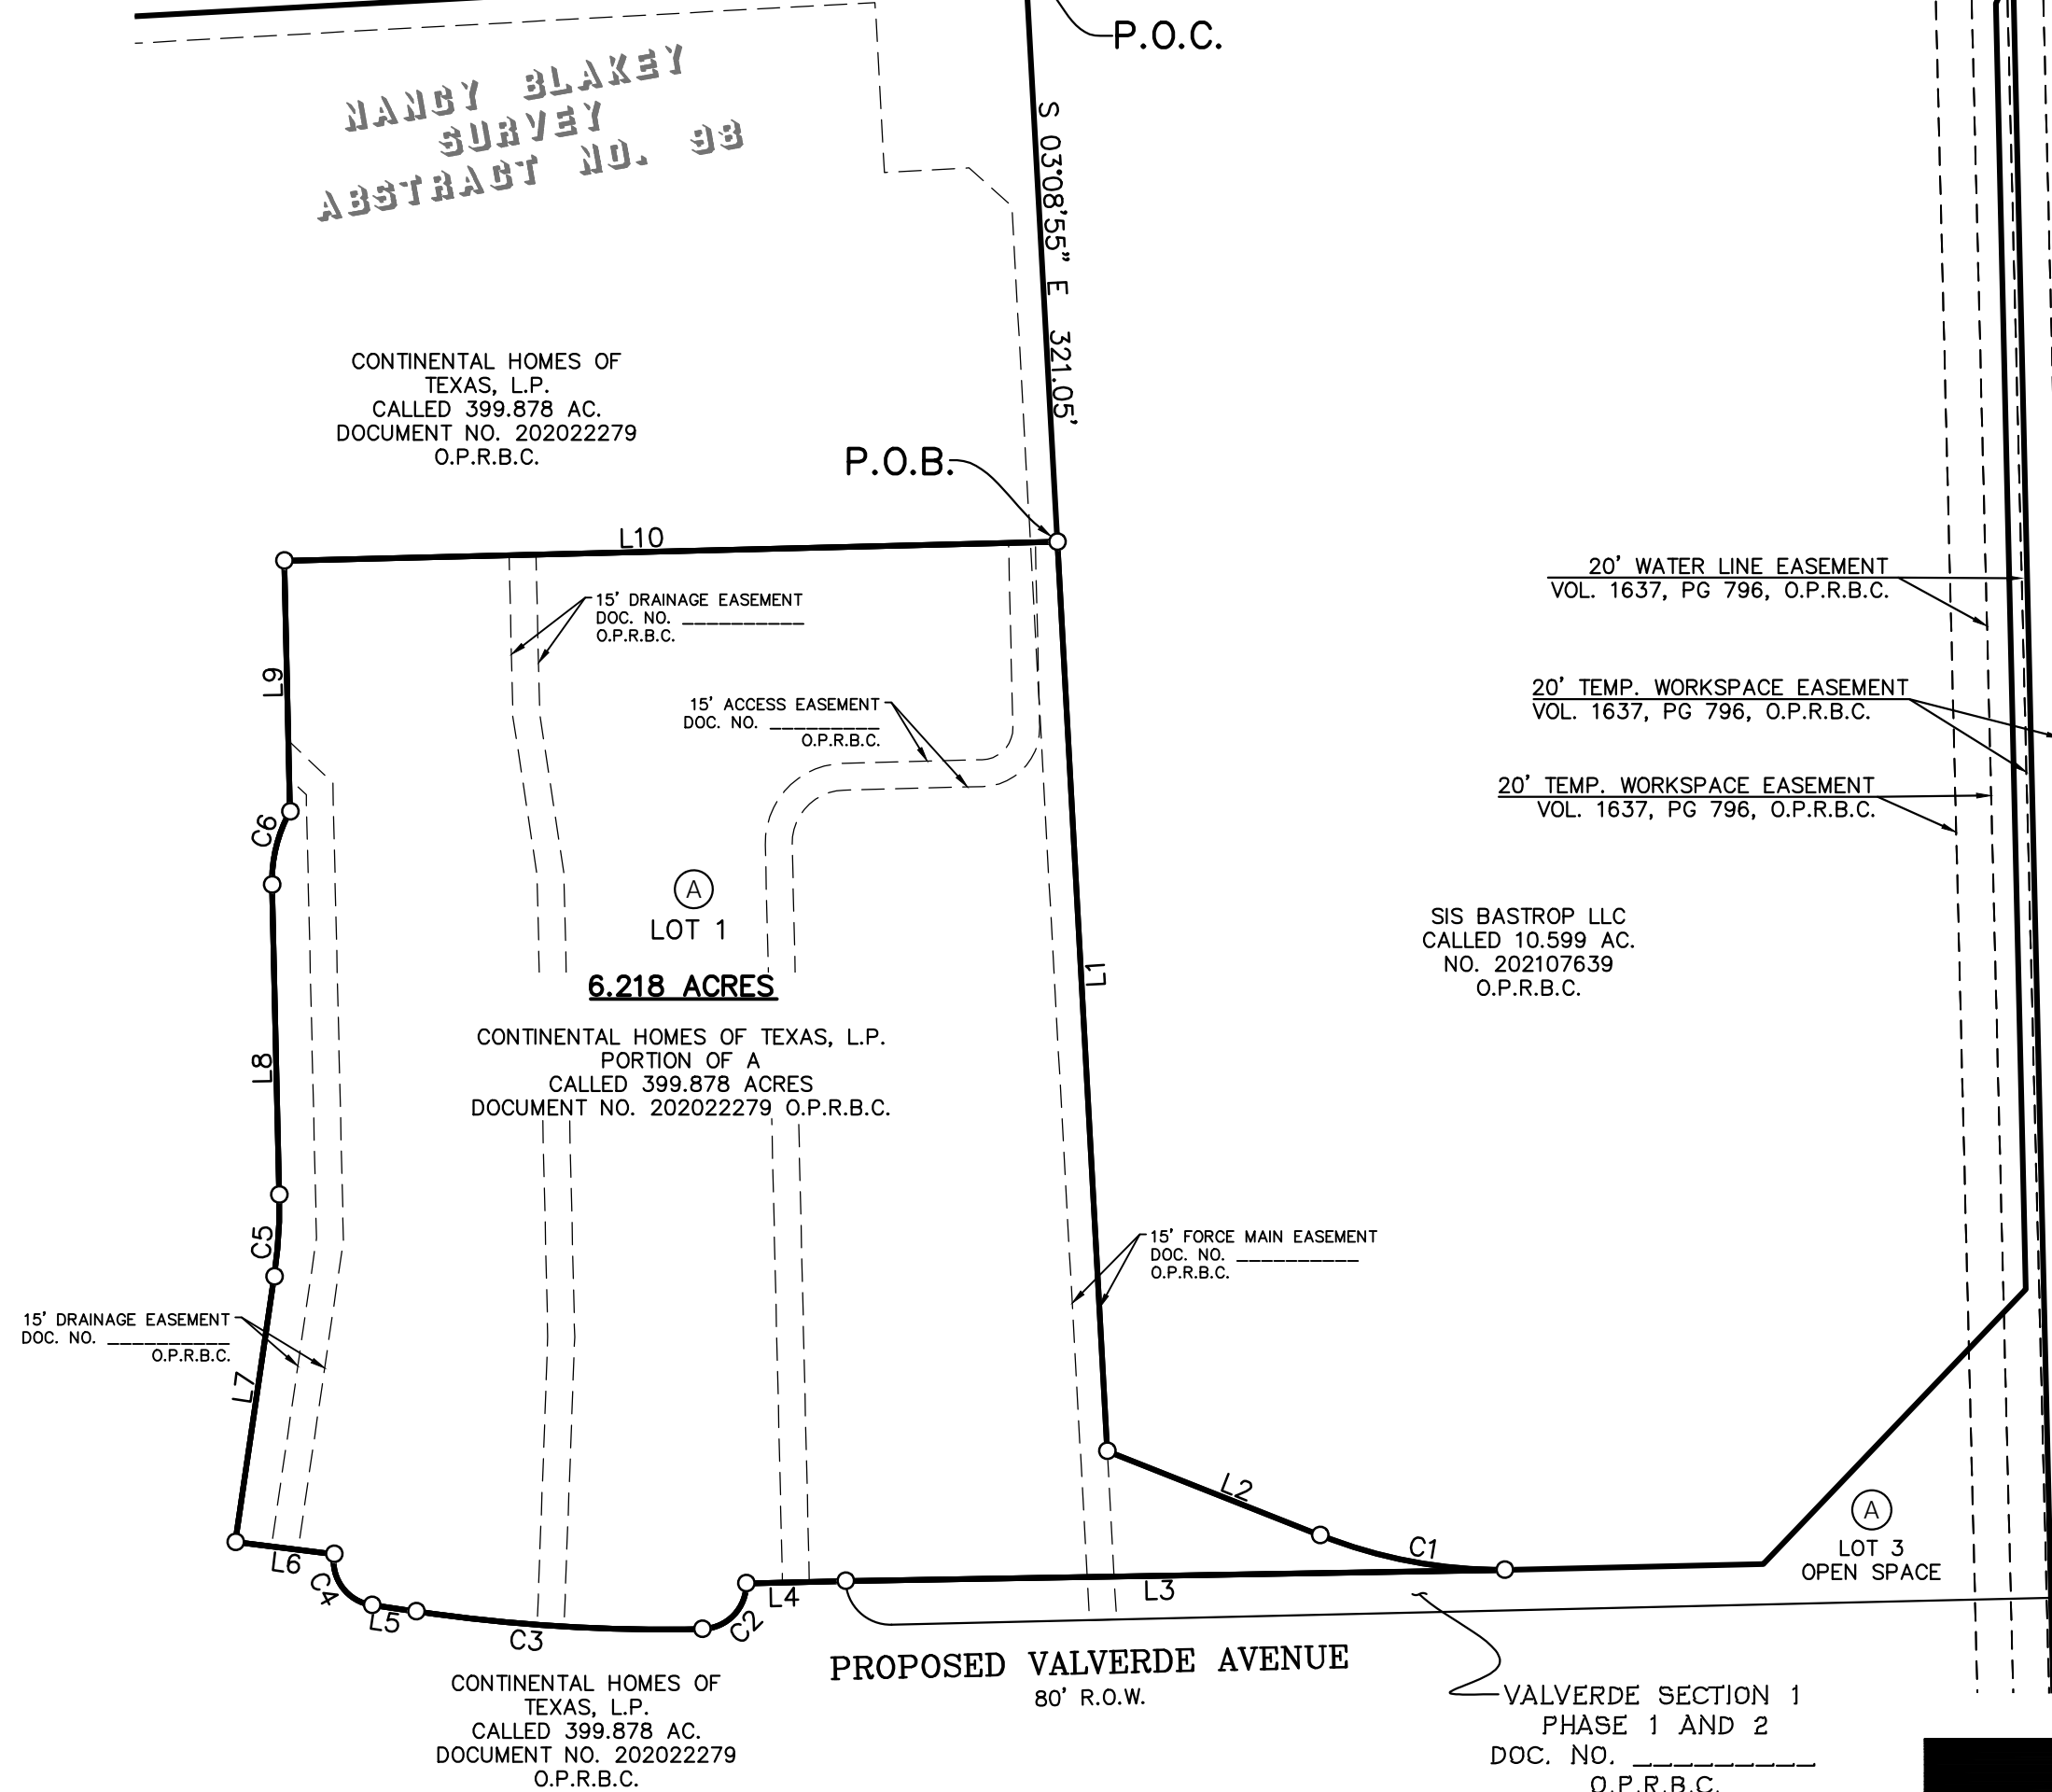 P.O.C.
NANCY BLAKEY
SURVEY
ABSTRACT NO. 98
S 03°08'55" E 321.05'
CONTINENTAL HOMES OF
TEXAS, L.P.
CALLED 399.878 AC.
DOCUMENT NO. 202022279
O.P.R.B.C.
P.O.B.
L10
20' WATER LINE EASEMENT
VOL. 1637, PG 796, O.P.R.B.C.
15' DRAINAGE EASEMENT
DOC. NO. __________
O.P.R.B.C.
L9
20' TEMP. WORKSPACE EASEMENT
VOL. 1637, PG 796, O.P.R.B.C.
15' ACCESS EASEMENT
DOC. NO. _________
O.P.R.B.C.
20' TEMP. WORKSPACE EASEMENT
VOL. 1637, PG 796, O.P.R.B.C.
C6
A
LOT 1
6.218 ACRES
L1
SIS BASTROP LLC
CALLED 10.599 AC.
NO. 202107639
O.P.R.B.C.
CONTINENTAL HOMES OF TEXAS, L.P.
PORTION OF A
CALLED 399.878 ACRES
DOCUMENT NO. 202022279 O.P.R.B.C.
L8
C5
15' FORCE MAIN EASEMENT
DOC. NO. __________
O.P.R.B.C.
15' DRAINAGE EASEMENT
DOC. NO. __________
O.P.R.B.C.
L7
L2
C1
A
LOT 3
OPEN SPACE
L6
C4
L5
C3
C2
L4
L3
PROPOSED VALVERDE AVENUE
80' R.O.W.
CONTINENTAL HOMES OF
TEXAS, L.P.
CALLED 399.878 AC.
DOCUMENT NO. 202022279
O.P.R.B.C.
VALVERDE SECTION 1
PHASE 1 AND 2
DOC. NO. _________
O.P.R.B.C.